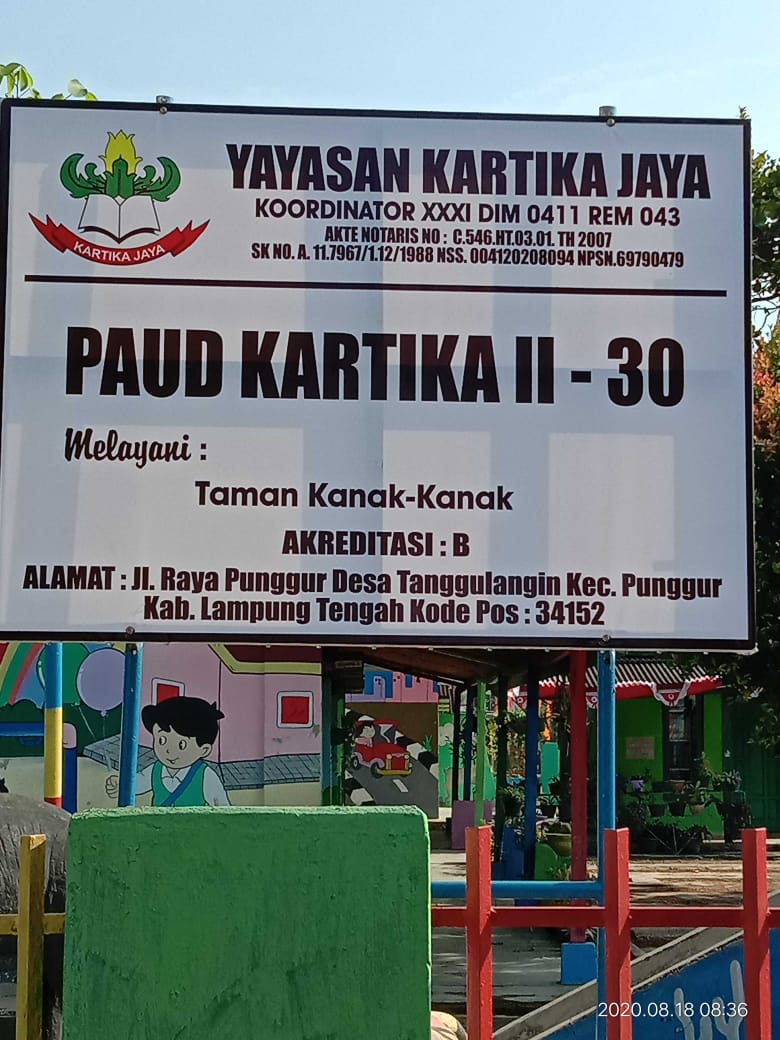 KARTIKA JAYA
YAYASAN KARTIKA JAYA
KOORDINATOR XXXI DIM 0411 REM 043
AKTE NOTARIS NO : C.546.HT.03.01. TH 2007
SK NO. A. 11.7967/1.12/1988 NSS. 004120208094 NPSN.69790479
PAUD KARTIKA II - 30
Melayani :
Taman Kanak-Kanak
AKREDITASI : B
ALAMAT : Jl. Raya Punggur Desa Tanggulangin Kec. Punggur
Kab. Lampung Tengah Kode Pos : 34152
2020.08.18 08:36